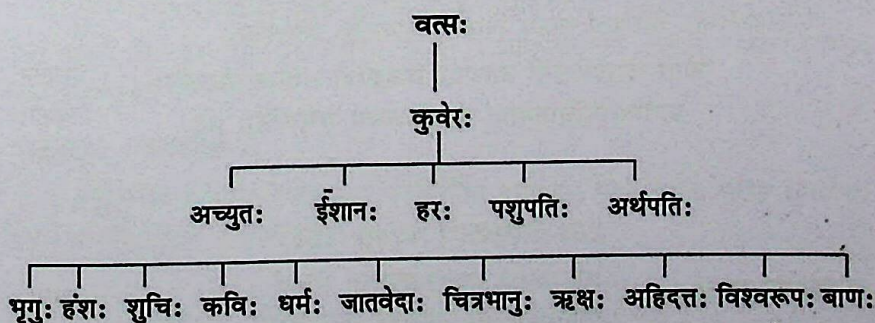 वत्सः
कुवेरः
अच्युतः ईशानः हरः पशुपतिः अर्थपतिः
भृगुः हंशः शुचिः कविः धर्मः जातवेदाः चित्रभानुः ऋक्षः अहिदत्तः विश्वरूपः बाणः